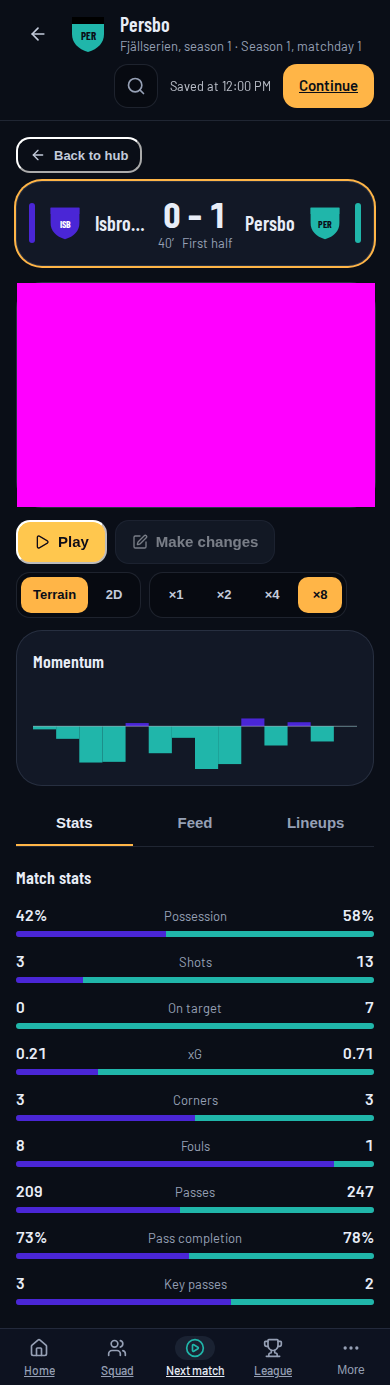 PER
Persbo
Fjällserien, season 1 · Season 1, matchday 1
Saved at 12:00 PM
Continue
Back to hub
ISB
Isbro...
0 – 1
Persbo
PER
40′ First half
Play
Make changes
Terrain
2D
×1
×2
×4
×8
Momentum
Stats
Feed
Lineups
Match stats
42% Possession 58%
3 Shots 13
0 On target 7
0.21 xG 0.71
3 Corners 3
8 Fouls 1
209 Passes 247
73% Pass completion 78%
3 Key passes 2
Home
Squad
Next match
League
More